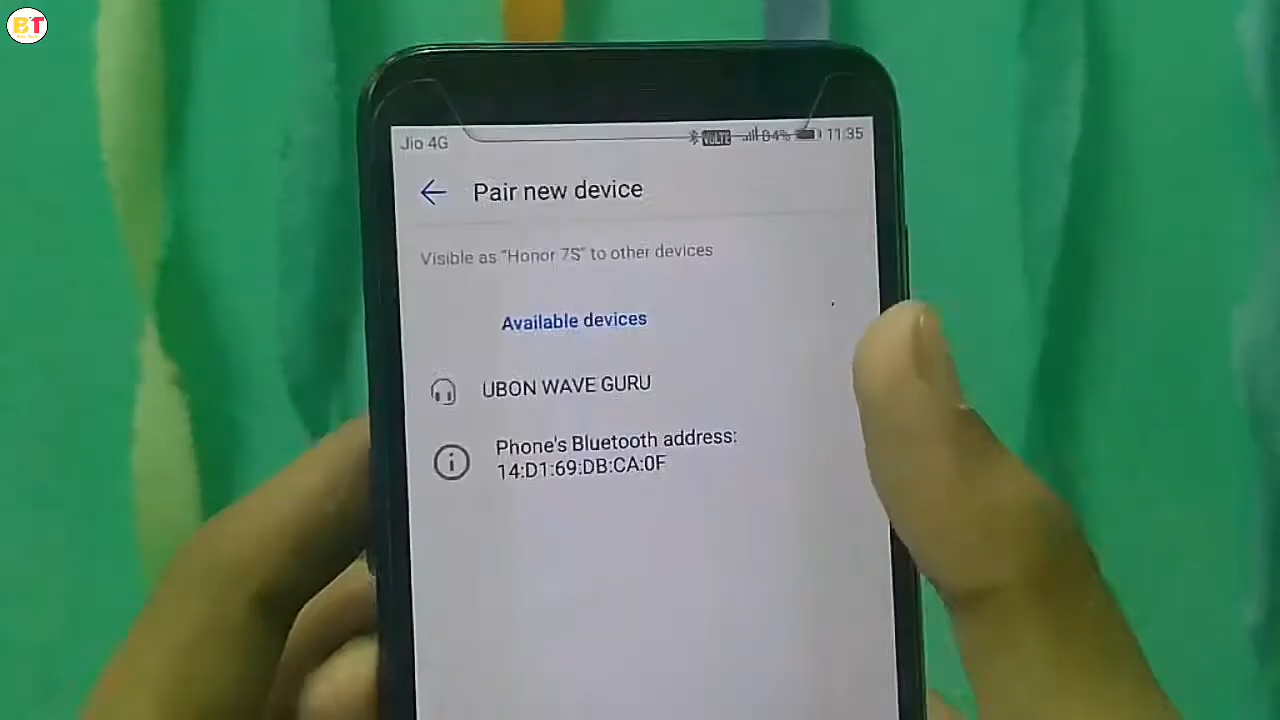 BT
Jio 4G
VoLTE 84% 11:35
Pair new device
Visible as "Honor 7S" to other devices
Available devices
UBON WAVE GURU
Phone's Bluetooth address:
14:D1:69:DB:CA:0F